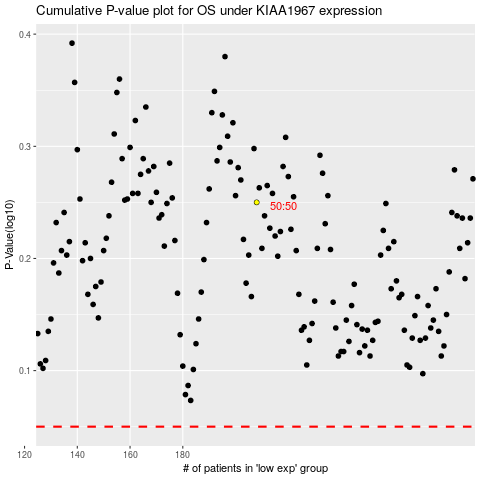 Cumulative P-value plot for OS under KIAA1967 expression
P-Value(log10)
0.4
0.3
0.2
0.1
50:50
120 140 160 180
# of patients in 'low exp' group